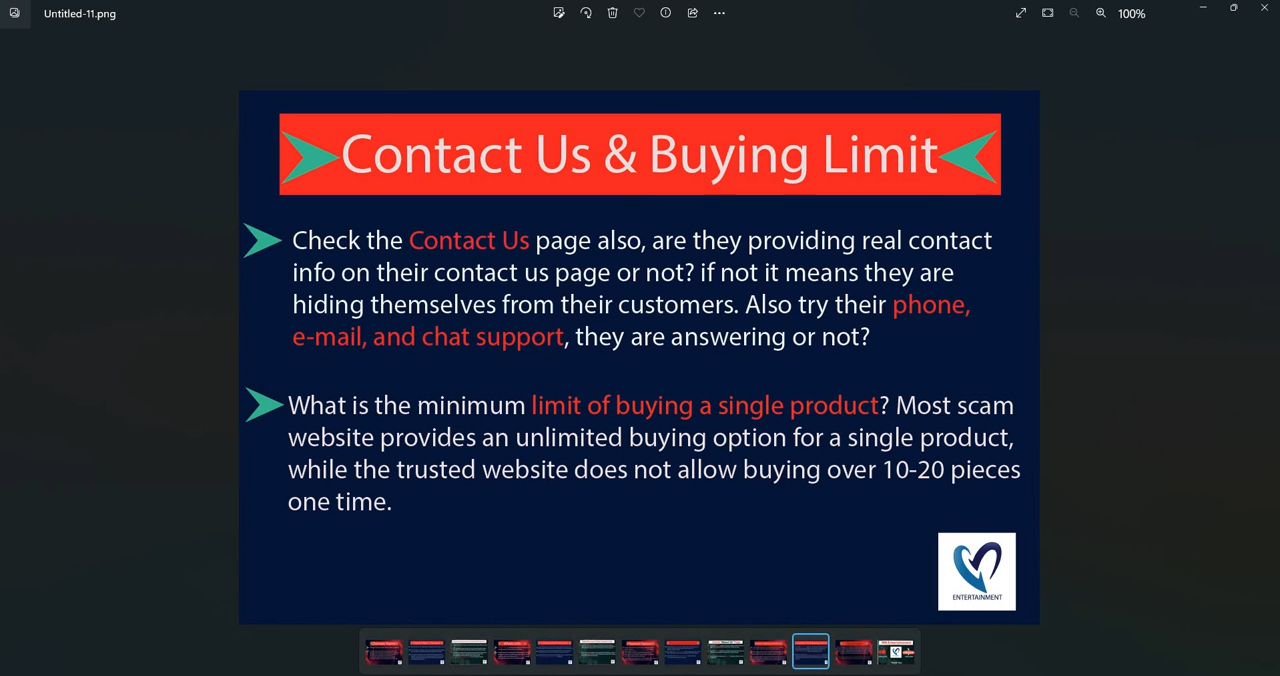 Untitled-11.png
100%
Contact Us & Buying Limit
Check the Contact Us page also, are they providing real contact
info on their contact us page or not? if not it means they are
hiding themselves from their customers. Also try their phone,
e-mail, and chat support, they are answering or not?
What is the minimum limit of buying a single product? Most scam
website provides an unlimited buying option for a single product,
while the trusted website does not allow buying over 10-20 pieces
one time.
ENTERTAINMENT